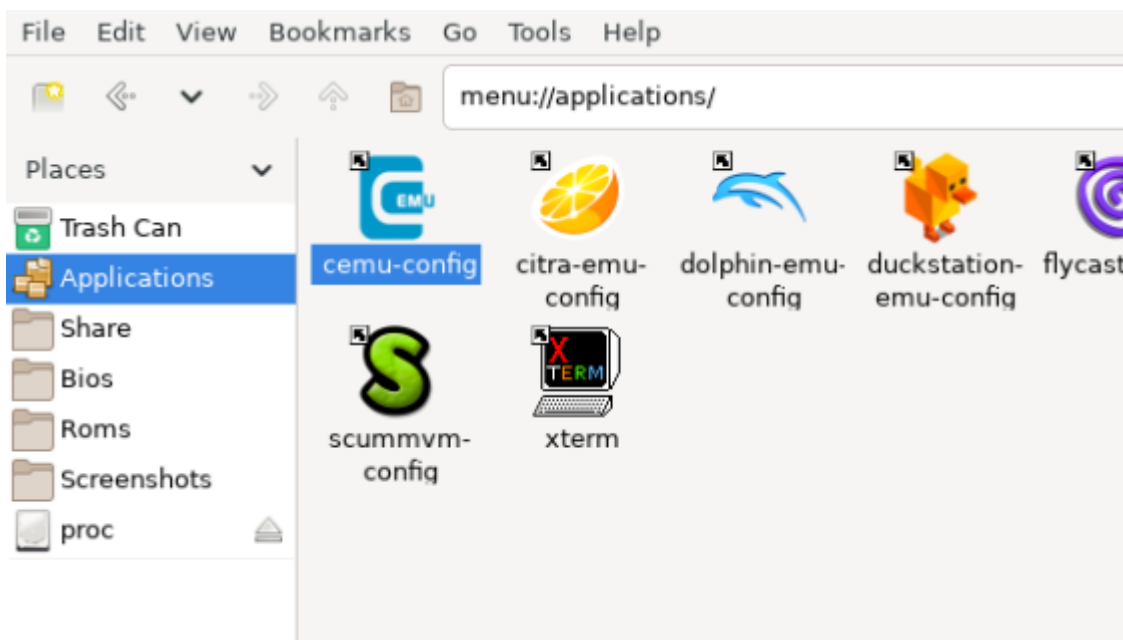 File Edit View Bookmarks Go Tools Help
menu://applications/
Places
Trash Can
Applications
Share
Bios
Roms
Screenshots
proc
EMU
cemu-config
citra-emu-
config
dolphin-emu-
config
duckstation-
emu-config
flycast
S
scummvm-
config
X
TERM
xterm